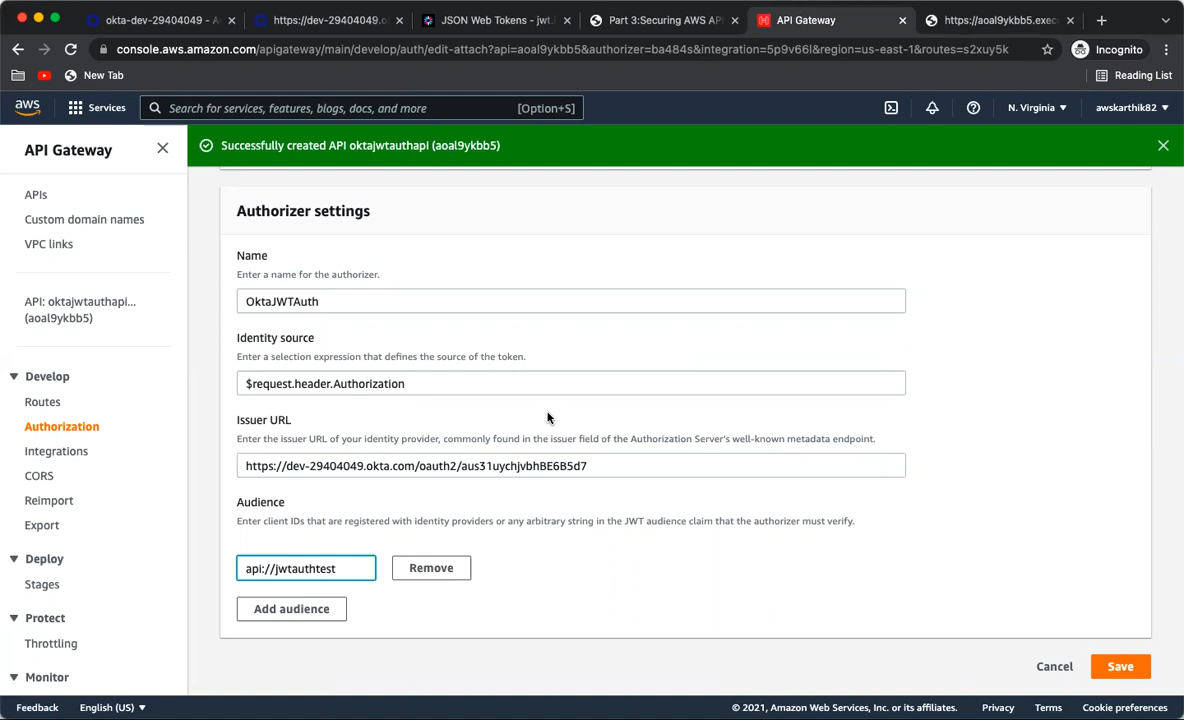 okta-dev-29404049 - A
https://dev-29404049.o
JSON Web Tokens - jwt.i
Part 3:Securing AWS API
API Gateway
https://aoal9ykbb5.exec
console.aws.amazon.com/apigateway/main/develop/auth/edit-attach?api=aoal9ykbb5&authorizer=ba484s&integration=5p9v66l&region=us-east-1&routes=s2xuy5k
Incognito
New Tab
Reading List
aws
Services
Search for services, features, blogs, docs, and more
[Option+S]
N. Virginia
awskarthik82
API Gateway
Successfully created API oktajwtauthapi (aoal9ykbb5)
APIs
Custom domain names
VPC links
API: oktajwtauthapi...
(aoal9ykbb5)
Develop
Routes
Authorization
Integrations
CORS
Reimport
Export
Deploy
Stages
Protect
Throttling
Monitor
Authorizer settings
Name
Enter a name for the authorizer.
OktaJWTAuth
Identity source
Enter a selection expression that defines the source of the token.
$request.header.Authorization
Issuer URL
Enter the issuer URL of your identity provider, commonly found in the issuer field of the Authorization Server's well-known metadata endpoint.
https://dev-29404049.okta.com/oauth2/aus31uychjvbhBE6B5d7
Audience
Enter client IDs that are registered with identity providers or any arbitrary string in the JWT audience claim that the authorizer must verify.
api://jwtauthtest
Remove
Add audience
Cancel
Save
Feedback
English (US)
© 2021, Amazon Web Services, Inc. or its affiliates.
Privacy
Terms
Cookie preferences